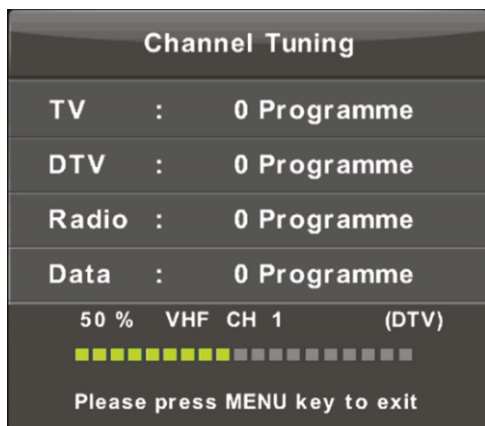 Channel Tuning
TV : 0 Programme
DTV : 0 Programme
Radio : 0 Programme
Data : 0 Programme
50 % VHF CH 1 (DTV)
Please press MENU key to exit